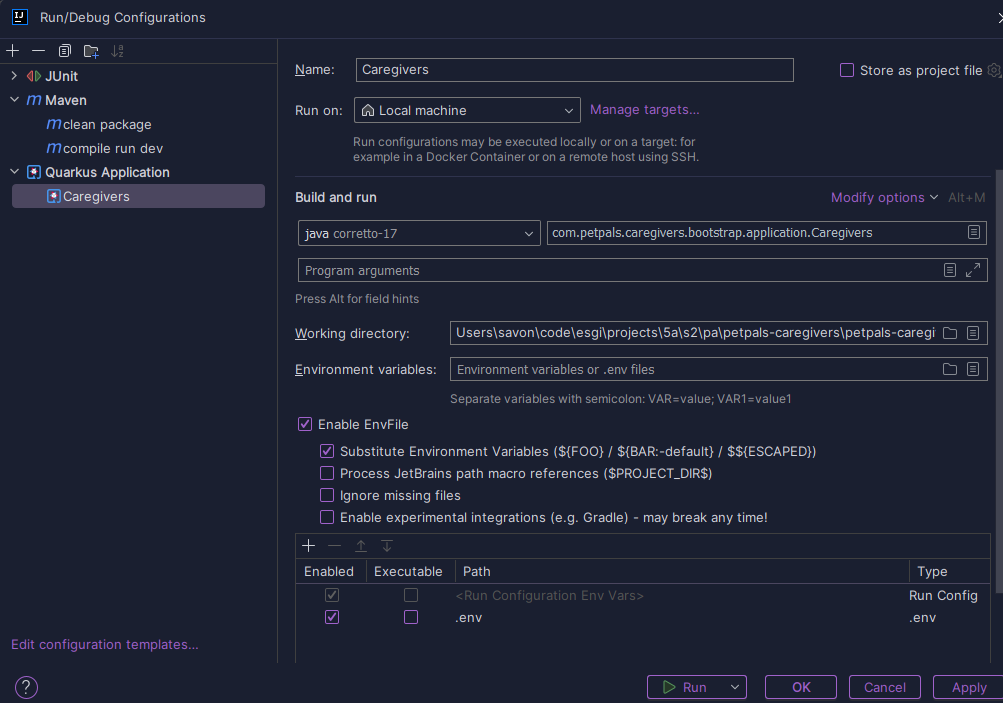 Run/Debug Configurations
JUnit
Maven
clean package
compile run dev
Quarkus Application
Caregivers
Edit configuration templates...
Name: Caregivers
Store as project file
Run on: Local machine Manage targets...
Run configurations may be executed locally or on a target: for
example in a Docker Container or on a remote host using SSH.
Build and run Modify options Alt+M
java corretto-17 com.petpals.caregivers.bootstrap.application.Caregivers
Program arguments
Press Alt for field hints
Working directory: Users\savon\code\esgi\projects\5a\s2\pa\petpals-caregivers\petpals-caregi
Environment variables: Environment variables or .env files
Separate variables with semicolon: VAR=value; VAR1=value1
Enable EnvFile
Substitute Environment Variables (${FOO} / ${BAR:-default} / $${ESCAPED})
Process JetBrains path macro references ($PROJECT_DIR$)
Ignore missing files
Enable experimental integrations (e.g. Gradle) - may break any time!
Enabled Executable Path Type
<Run Configuration Env Vars> Run Config
.env .env
? Run OK Cancel Apply